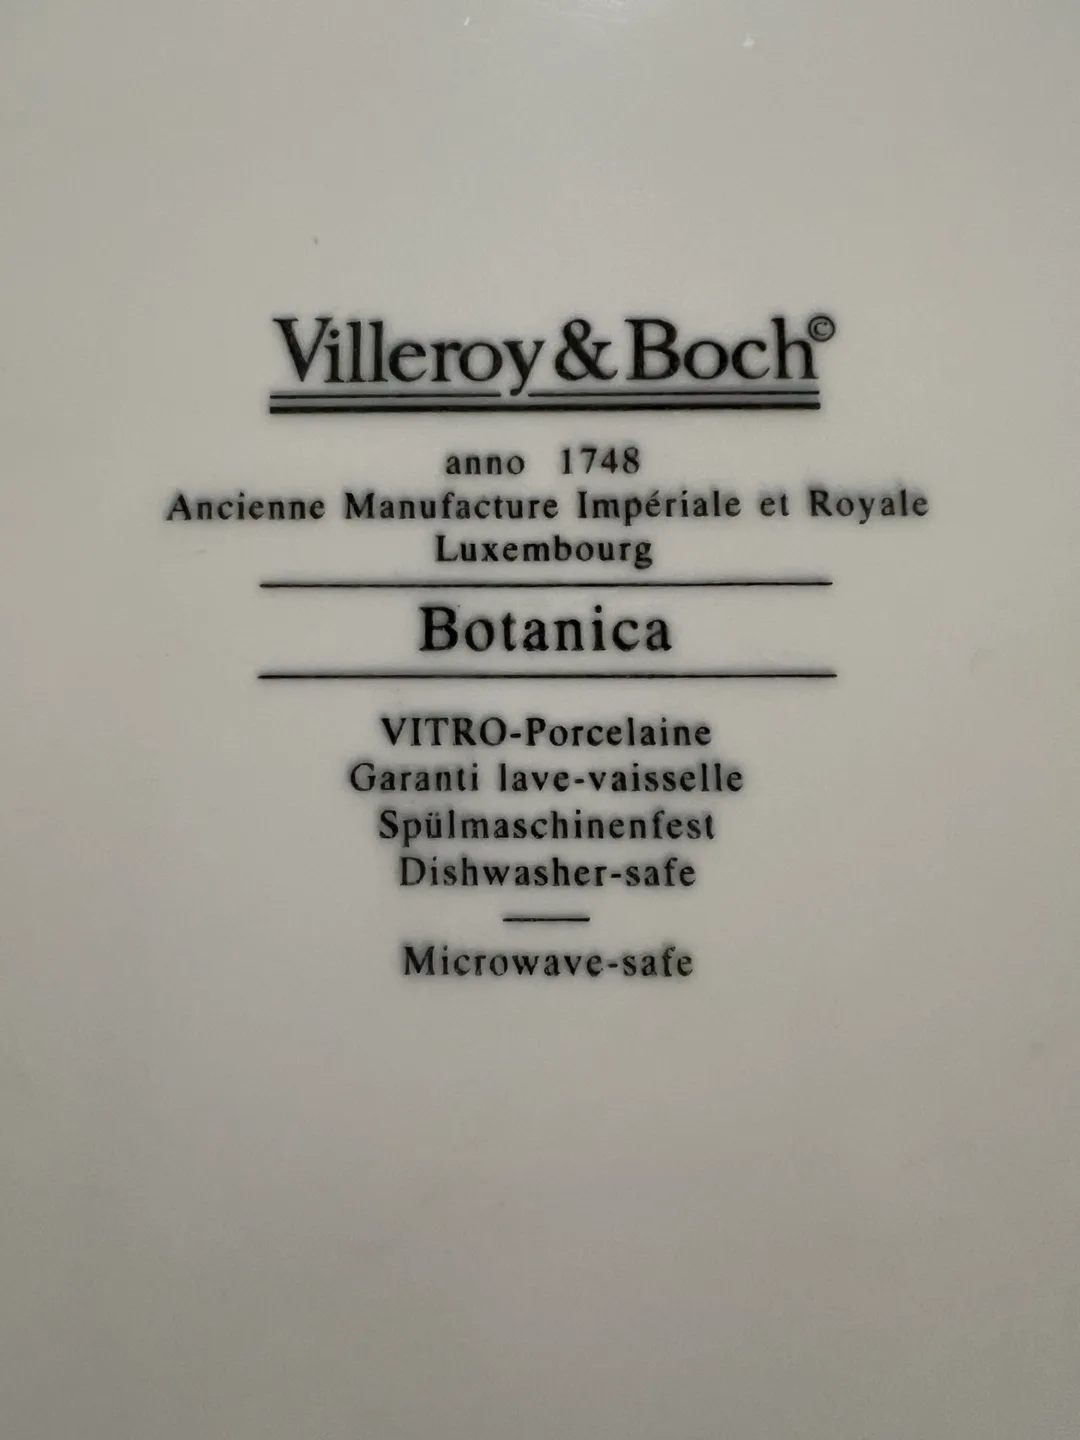 Villeroy & Boch©
anno 1748
Ancienne Manufacture Impériale et Royale
Luxembourg
Botanica
VITRO-Porcelaine
Garanti lave-vaisselle
Spülmaschinenfest
Dishwasher-safe
Microwave-safe